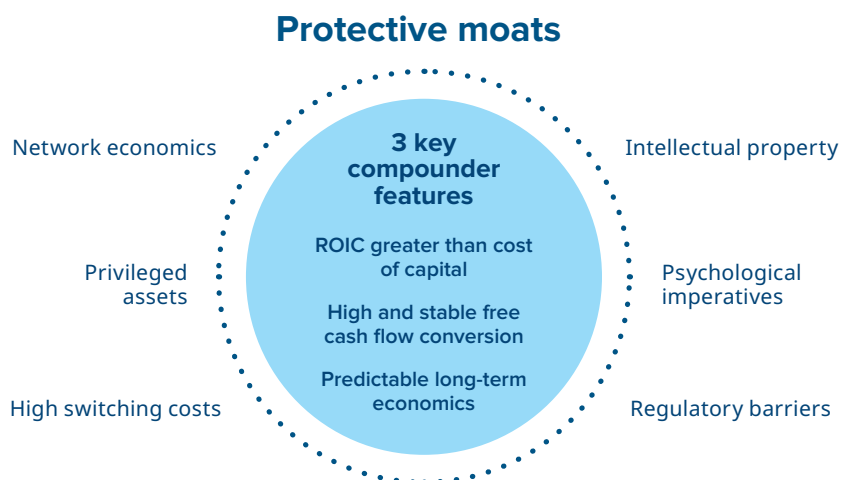 Protective moats
Network economics
Intellectual property
3 key
compounder
features
ROIC greater than cost
of capital
Privileged
assets
Psychological
imperatives
High and stable free
cash flow conversion
Predictable long-term
economics
High switching costs
Regulatory barriers